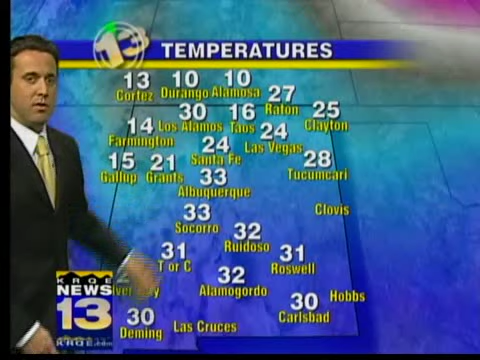 13 TEMPERATURES
13 10 10
Cortez Durango Alamosa
27
Raton
30 16 25
Los Alamos Taos Clayton
14
Farmington
24 24
Santa Fe Las Vegas
15 21 28
Gallup Grants Tucumcari
33
Albuquerque
Clovis
33
Socorro
32
Ruidoso
31 31
T or C Roswell
32
Alamogordo
30 Hobbs
Carlsbad
30
Deming Las Cruces
KRQE
NEWS
13
KRQE.com